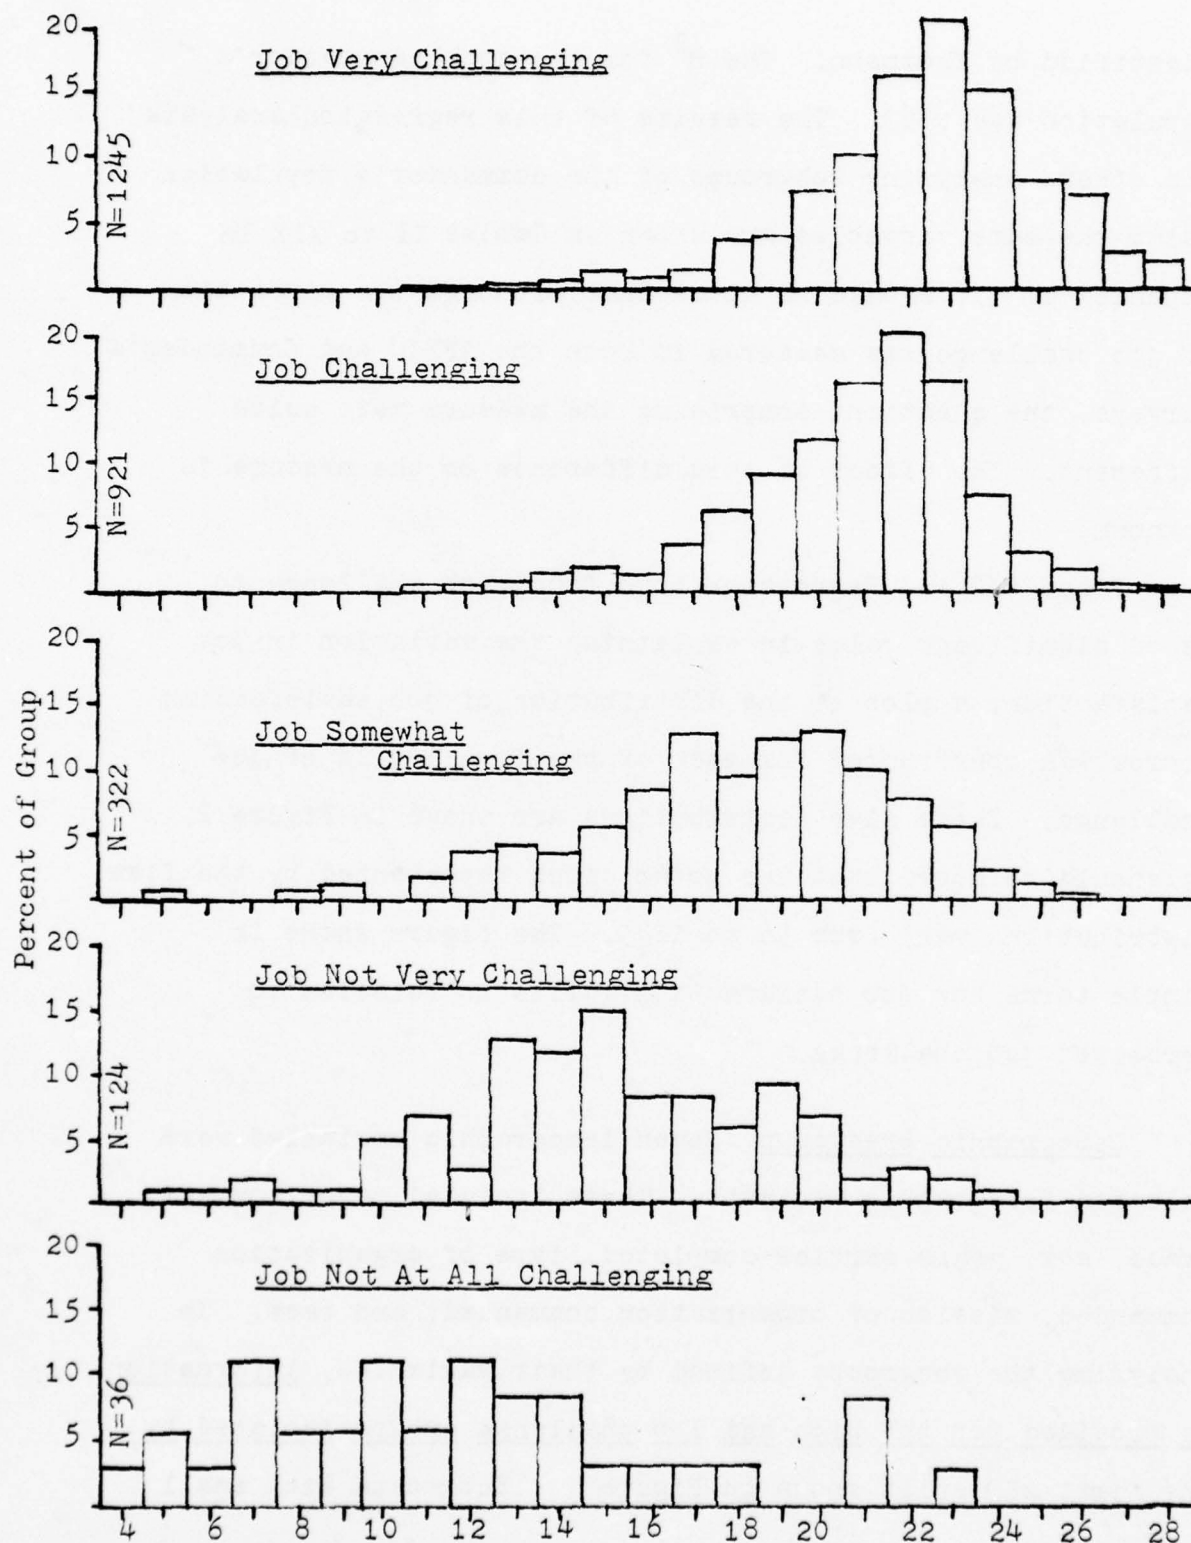 20
Job Very Challenging
15
10
5
N=1245
20
Job Challenging
15
10
5
N=921
20
15
Job Somewhat
Challenging
10
5
N=322
Percent of Group
20
Job Not Very Challenging
15
10
5
N=124
20
Job Not At All Challenging
15
10
5
N=36
4 6 8 10 12 14 16 18 20 22 24 26 28